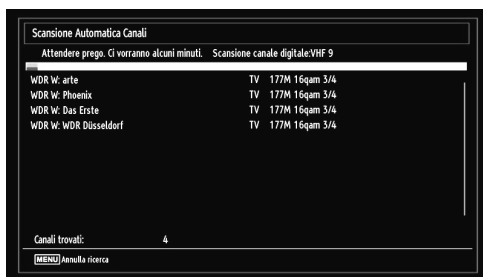 Scansione Automatica Canali
Attendere prego. Ci vorranno alcuni minuti. Scansione canale digitale:VHF 9
WDR W: arte TV 177M 16qam 3/4
WDR W: Phoenix TV 177M 16qam 3/4
WDR W: Das Erste TV 177M 16qam 3/4
WDR W: WDR Düsseldorf TV 177M 16qam 3/4
Canali trovati: 4
MENU Annulla ricerca